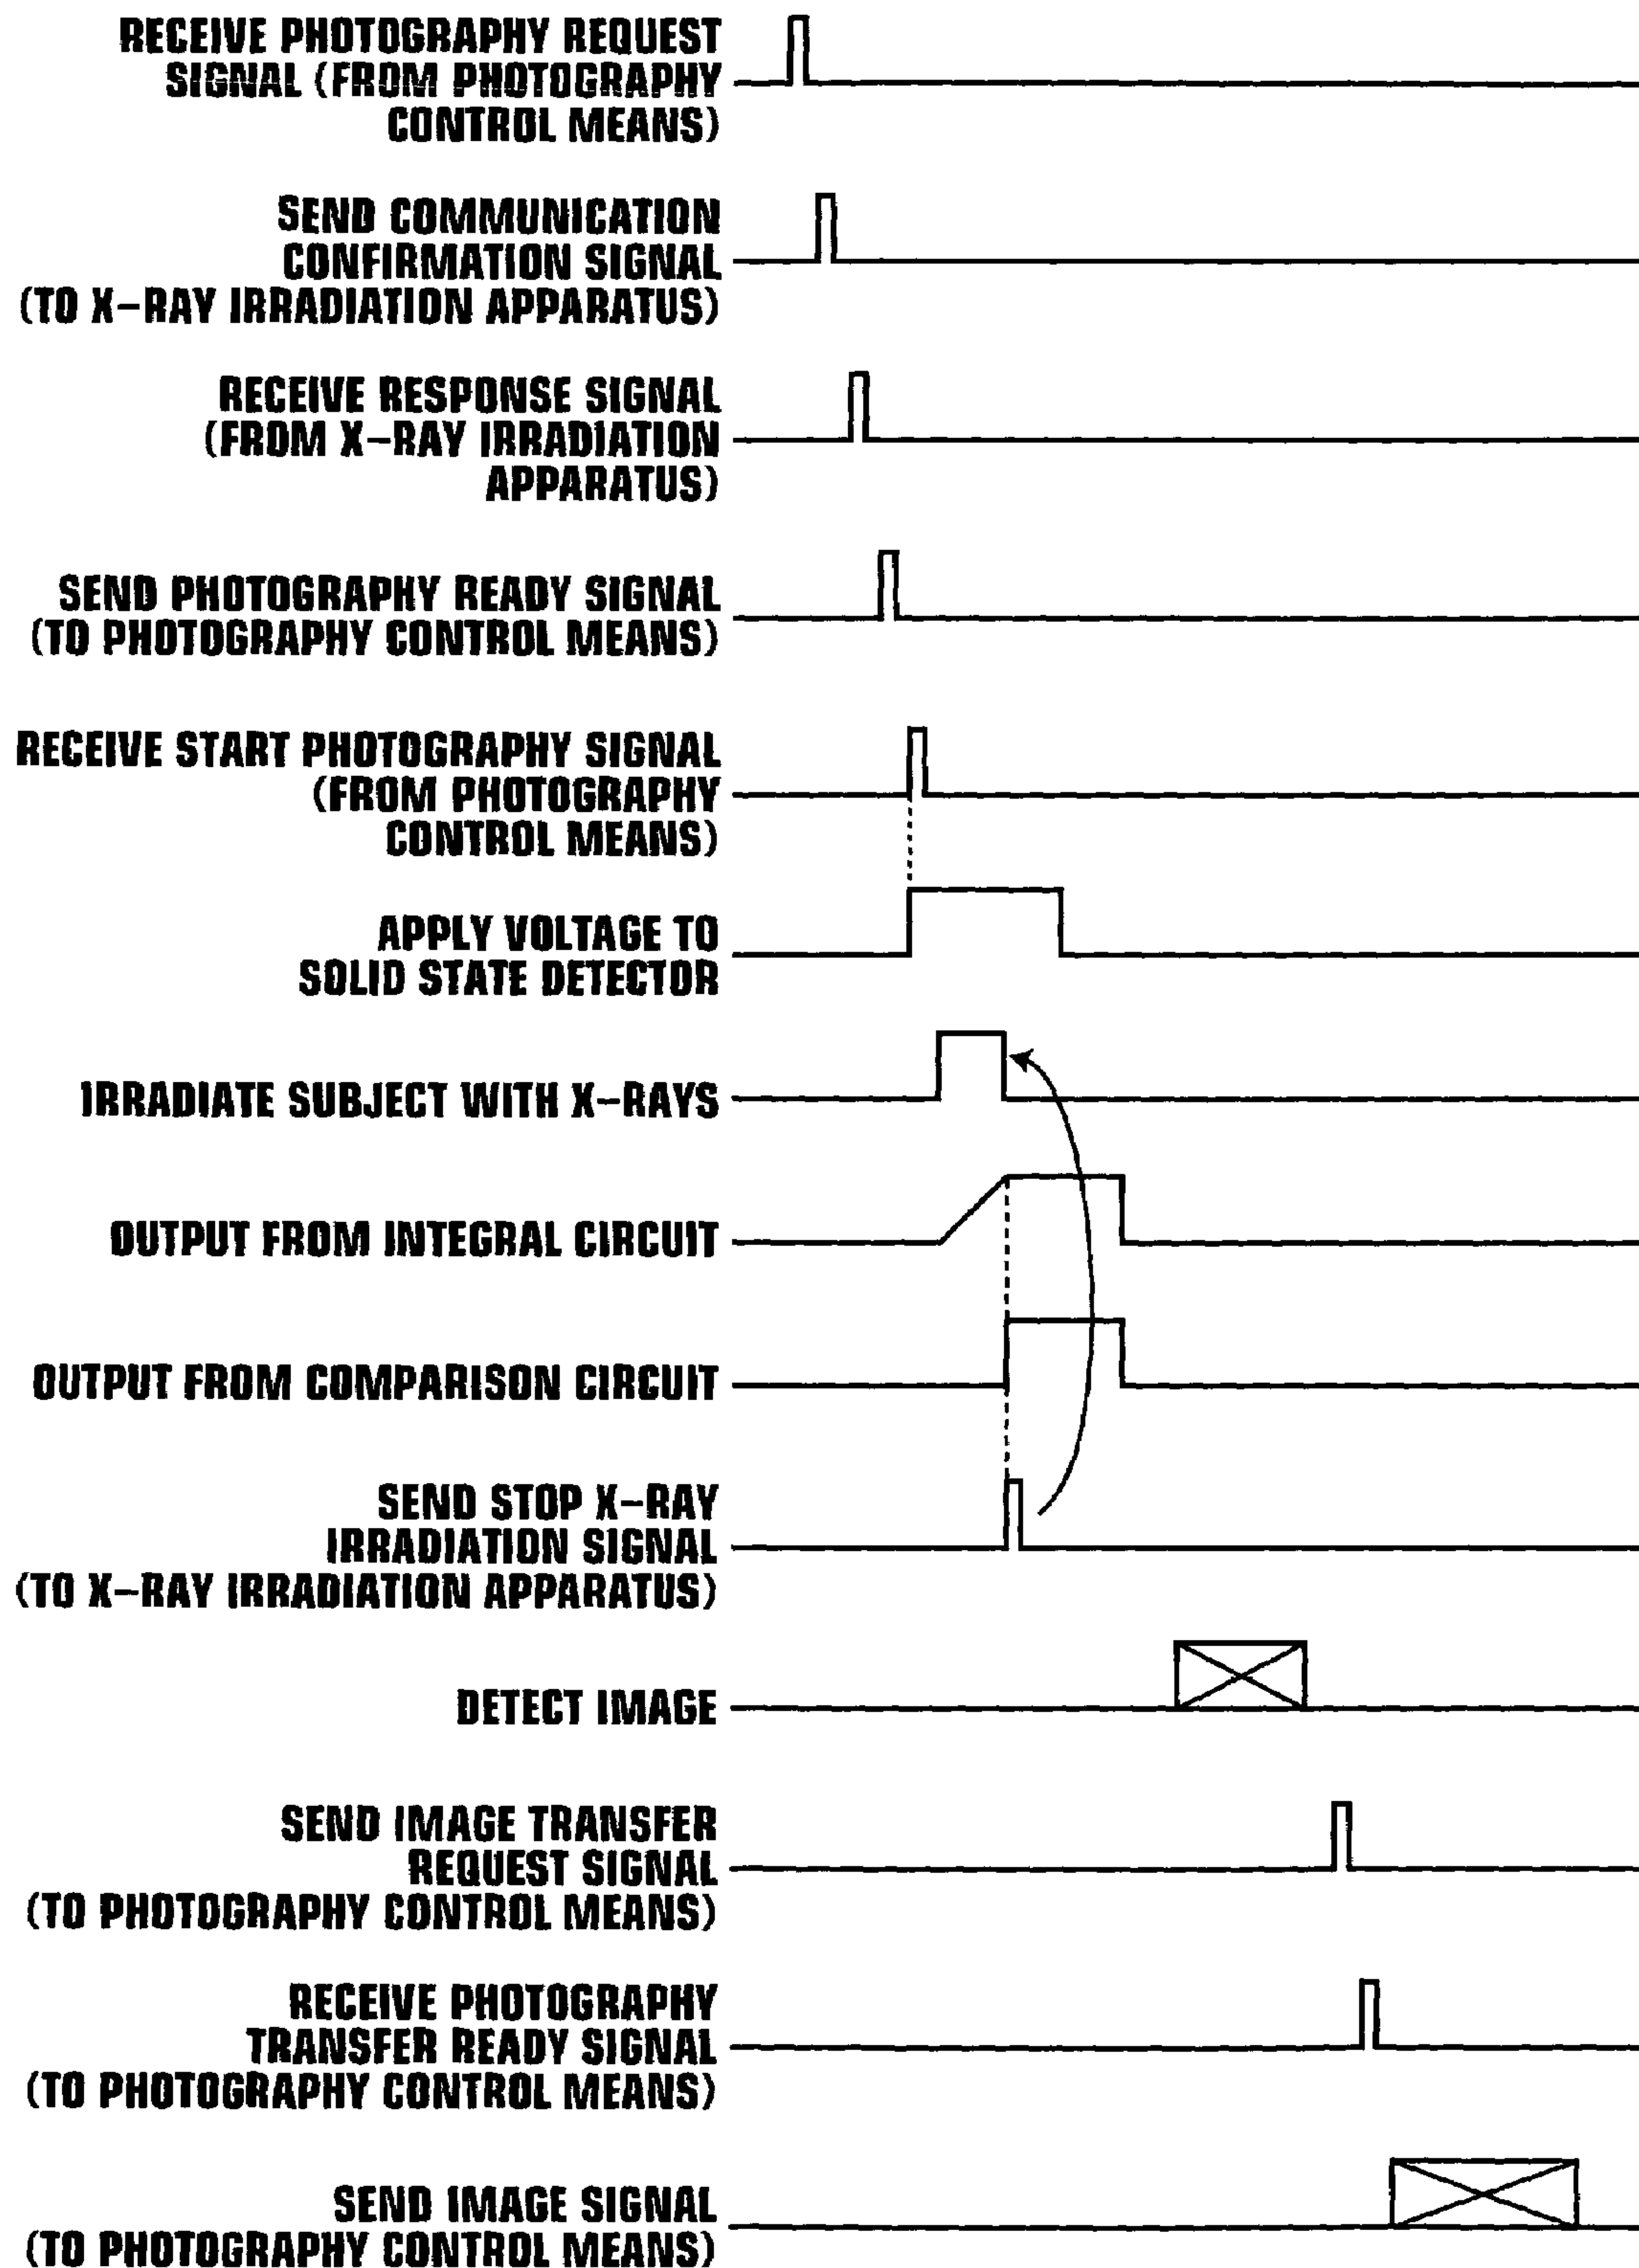 RECEIVE PHOTOGRAPHY REQUEST
SIGNAL (FROM PHOTOGRAPHY
CONTROL MEANS)
SEND COMMUNICATION
CONFIRMATION SIGNAL
(TO X-RAY IRRADIATION APPARATUS)
RECEIVE RESPONSE SIGNAL
(FROM X-RAY IRRADIATION
APPARATUS)
SEND PHOTOGRAPHY READY SIGNAL
(TO PHOTOGRAPHY CONTROL MEANS)
RECEIVE START PHOTOGRAPHY SIGNAL
(FROM PHOTOGRAPHY
CONTROL MEANS)
APPLY VOLTAGE TO
SOLID STATE DETECTOR
IRRADIATE SUBJECT WITH X-RAYS
OUTPUT FROM INTEGRAL CIRCUIT
OUTPUT FROM COMPARISON CIRCUIT
SEND STOP X-RAY
IRRADIATION SIGNAL
(TO X-RAY IRRADIATION APPARATUS)
DETECT IMAGE
SEND IMAGE TRANSFER
REQUEST SIGNAL
(TO PHOTOGRAPHY CONTROL MEANS)
RECEIVE PHOTOGRAPHY
TRANSFER READY SIGNAL
(TO PHOTOGRAPHY CONTROL MEANS)
SEND IMAGE SIGNAL
(TO PHOTOGRAPHY CONTROL MEANS)